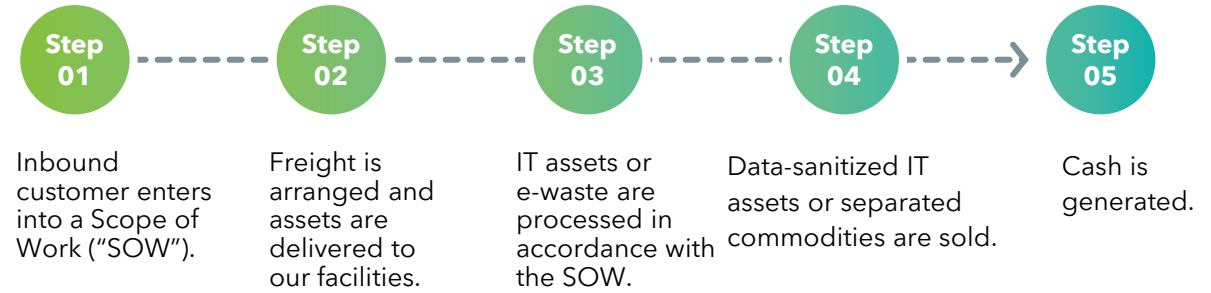 Step
01
Step
02
Step
03
Step
04
Step
05
Inbound
customer enters
into a Scope of
Work (“SOW”).
Freight is
arranged and
assets are
delivered to
our facilities.
IT assets or
e-waste are
processed in
accordance with
the SOW.
Data-sanitized IT
assets or separated
commodities are sold.
Cash is
generated.